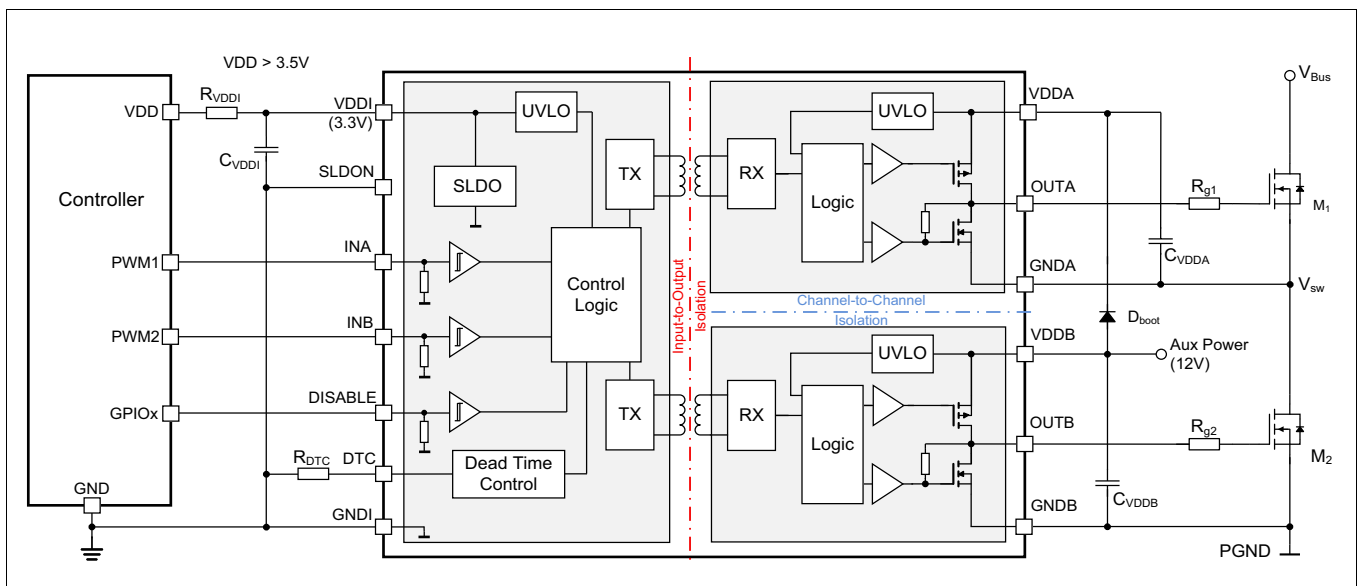 VDD > 3.5V
Controller
VDD
PWM1
PWM2
GPIOx
GND
RVDDI
CVDDI
RDTC
VDDI
(3.3V)
SLDON
INA
INB
DISABLE
DTC
GNDI
UVLO
SLDO
Control
Logic
Dead Time
Control
TX
TX
Input-to-Output
Isolation
Channel-to-Channel
Isolation
RX
UVLO
Logic
RX
UVLO
Logic
VDDA
OUTA
GNDA
VDDB
OUTB
GNDB
VBus
Rg1
M1
CVDDA
Vsw
Dboot
Aux Power
(12V)
Rg2
M2
CVDDB
PGND